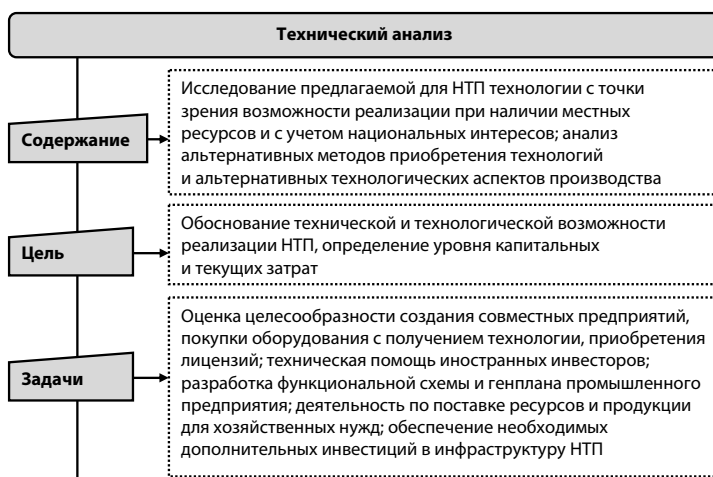 Технический анализ
Содержание
Исследование предлагаемой для НТП технологии с точки
зрения возможности реализации при наличии местных
ресурсов и с учетом национальных интересов; анализ
альтернативных методов приобретения технологий
и альтернативных технологических аспектов производства
Цель
Обоснование технической и технологической возможности
реализации НТП, определение уровня капитальных
и текущих затрат
Задачи
Оценка целесообразности создания совместных предприятий,
покупки оборудования с получением технологии, приобретения
лицензий; техническая помощь иностранных инвесторов;
разработка функциональной схемы и генплана промышленного
предприятия; деятельность по поставке ресурсов и продукции
для хозяйственных нужд; обеспечение необходимых
дополнительных инвестиций в инфраструктуру НТП